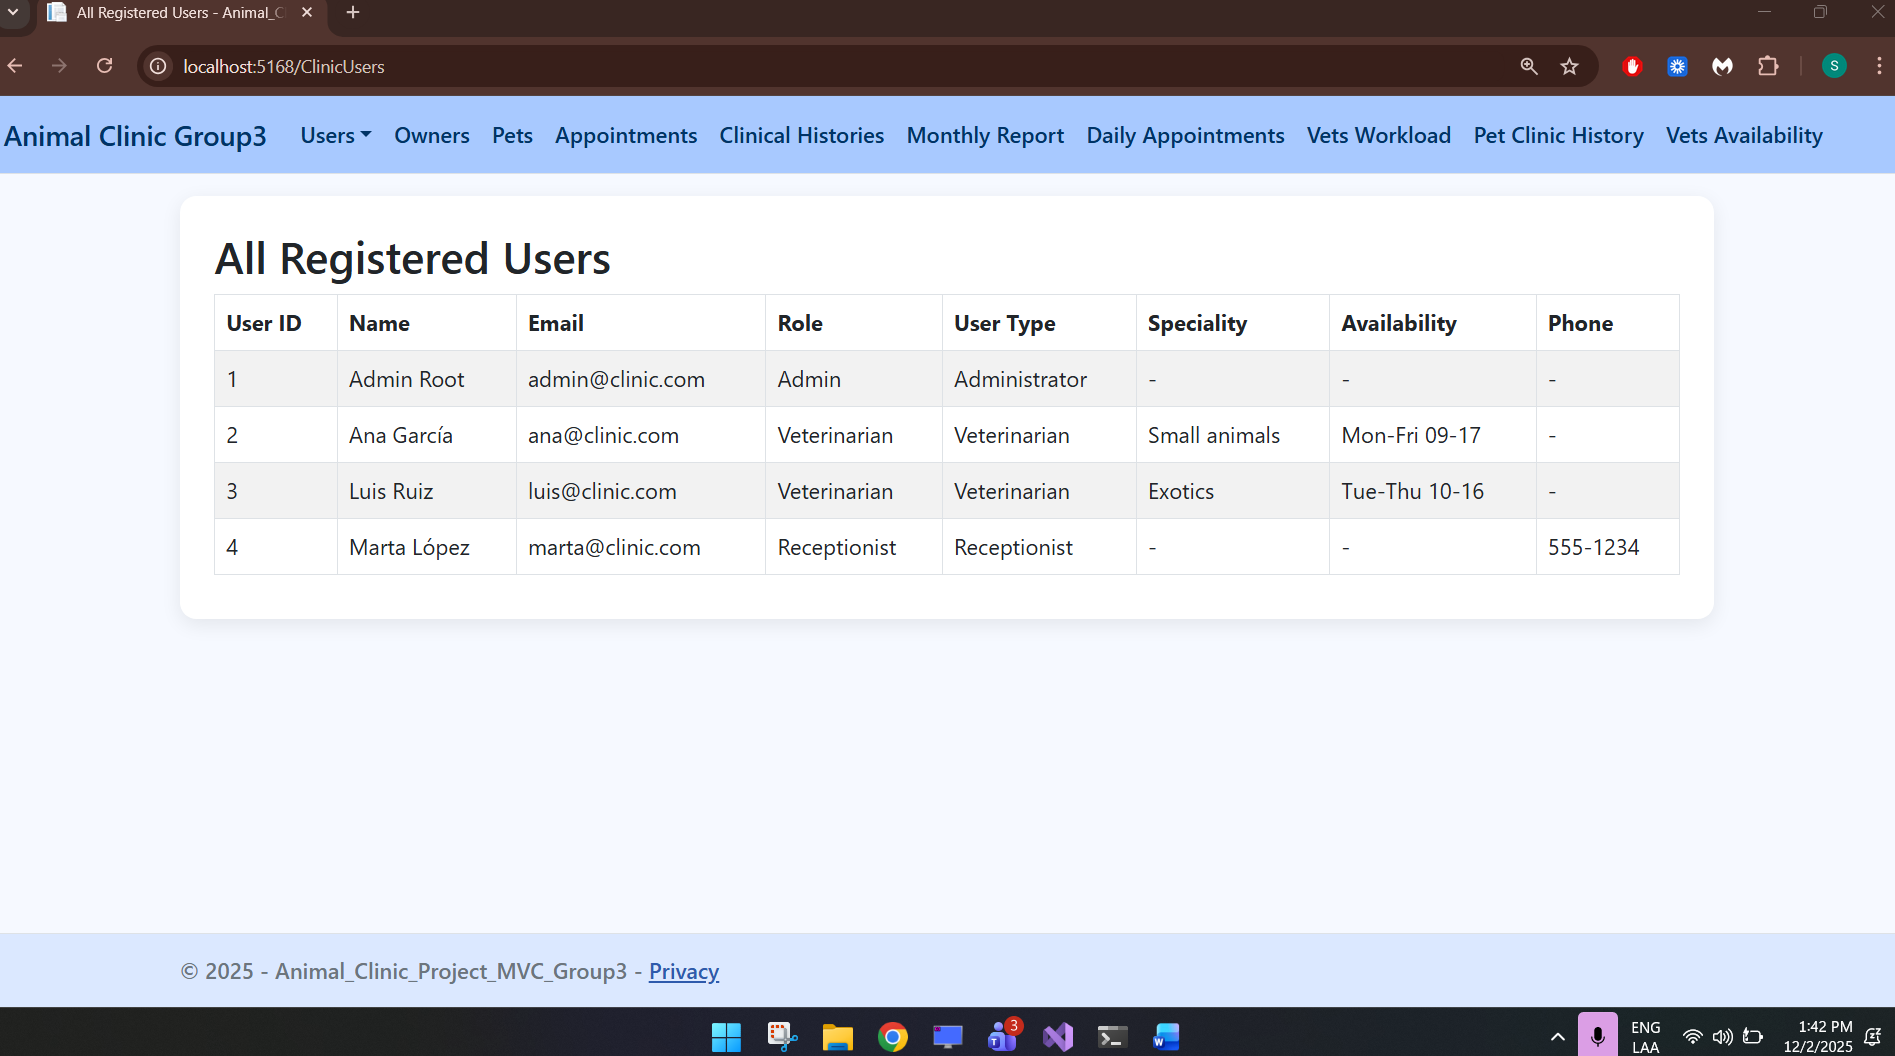 All Registered Users - Animal_C
localhost:5168/ClinicUsers
S
Animal Clinic Group3 Users Owners Pets Appointments Clinical Histories Monthly Report Daily Appointments Vets Workload Pet Clinic History Vets Availability
All Registered Users
User ID Name Email Role User Type Speciality Availability Phone
1 Admin Root admin@clinic.com Admin Administrator - - -
2 Ana García ana@clinic.com Veterinarian Veterinarian Small animals Mon-Fri 09-17 -
3 Luis Ruiz luis@clinic.com Veterinarian Veterinarian Exotics Tue-Thu 10-16 -
4 Marta López marta@clinic.com Receptionist Receptionist - - 555-1234
© 2025 - Animal_Clinic_Project_MVC_Group3 - Privacy
3
ENG 1:42 PM
LAA 12/2/2025